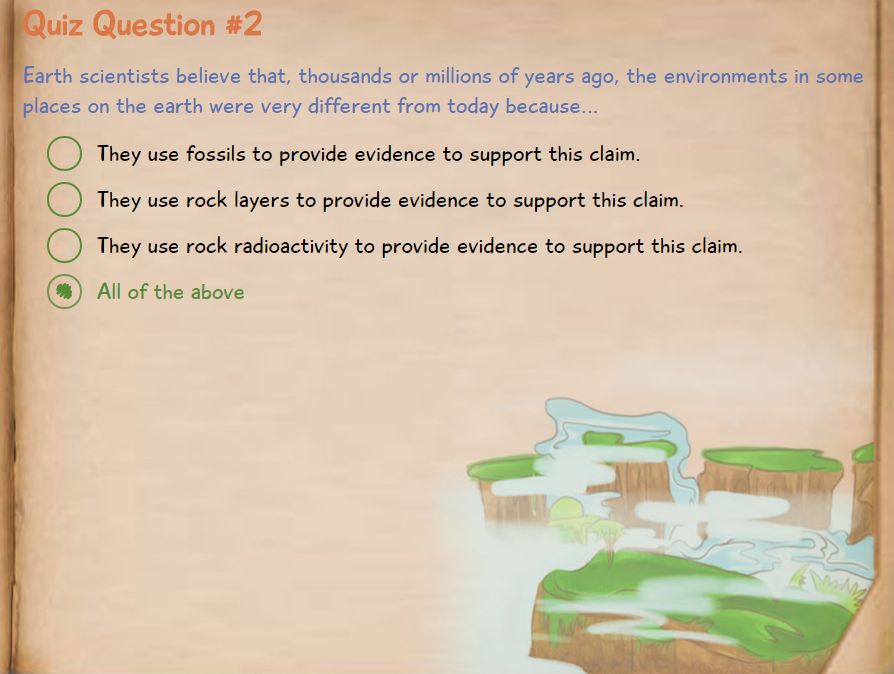 Quiz Question #2
Earth scientists believe that, thousands or millions of years ago, the environments in some
places on the earth were very different from today because...
They use fossils to provide evidence to support this claim.
They use rock layers to provide evidence to support this claim.
They use rock radioactivity to provide evidence to support this claim.
All of the above